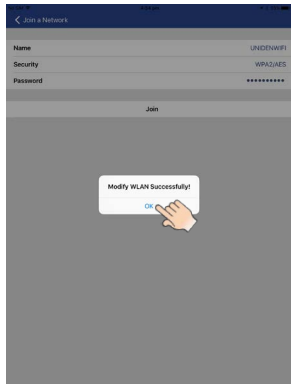 Join a Network
Name UNIDENWIFI
Security WPA2/AES
Password ••••••••••
Join
Modify WLAN Successfully!
OK